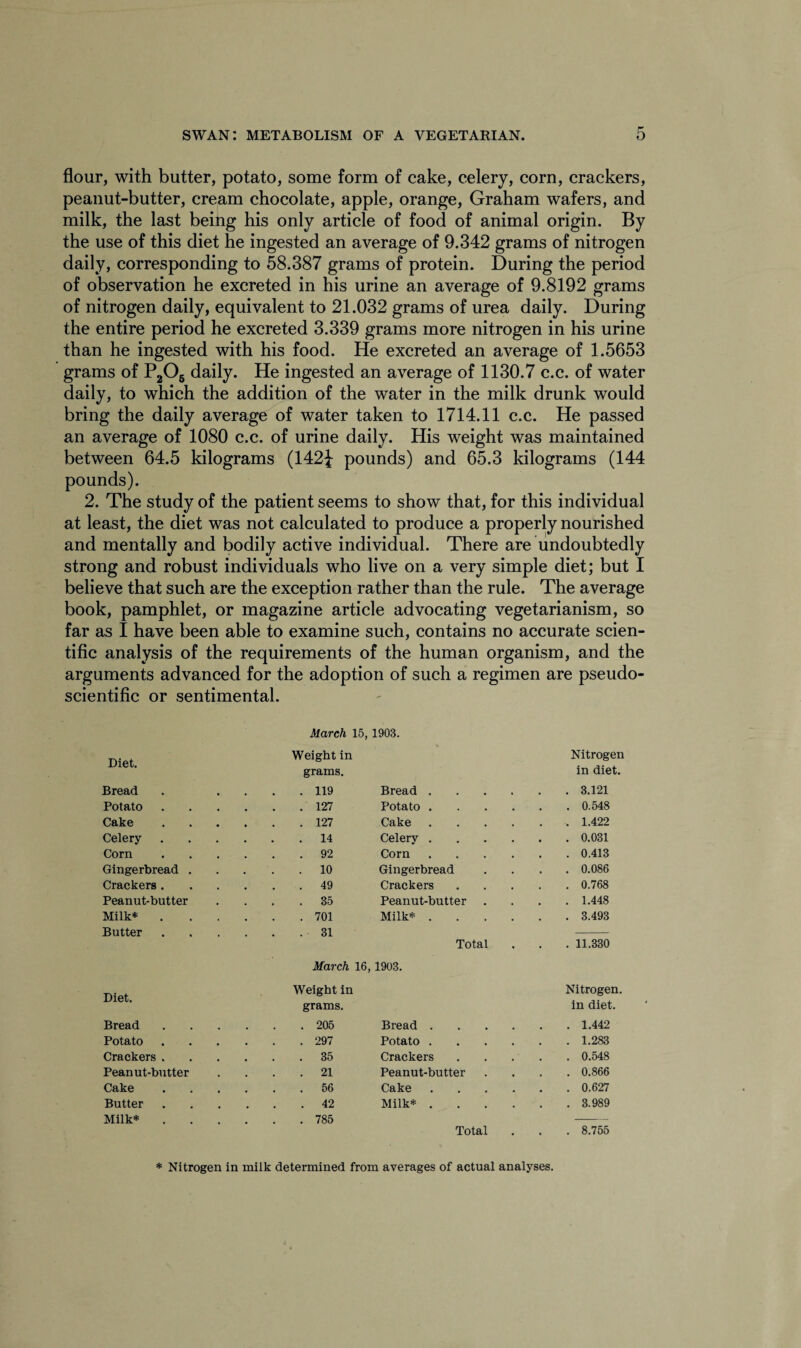 SWAN: METABOLISM OF A VEGETARIAN. 5
flour, with butter, potato, some form of cake, celery, corn, crackers,
peanut-butter, cream chocolate, apple, orange, Graham wafers, and
milk, the last being his only article of food of animal origin. By
the use of this diet he ingested an average of 9.342 grams of nitrogen
daily, corresponding to 58.387 grams of protein. During the period
of observation he excreted in his urine an average of 9.8192 grams
of nitrogen daily, equivalent to 21.032 grams of urea daily. During
the entire period he excreted 3.339 grams more nitrogen in his urine
than he ingested with his food. He excreted an average of 1.5653
grams of P₂O₅ daily. He ingested an average of 1130.7 c.c. of water
daily, to which the addition of the water in the milk drunk would
bring the daily average of water taken to 1714.11 c.c. He passed
an average of 1080 c.c. of urine daily. His weight was maintained
between 64.5 kilograms (142¼ pounds) and 65.3 kilograms (144
pounds).
2. The study of the patient seems to show that, for this individual
at least, the diet was not calculated to produce a properly nourished
and mentally and bodily active individual. There are undoubtedly
strong and robust individuals who live on a very simple diet; but I
believe that such are the exception rather than the rule. The average
book, pamphlet, or magazine article advocating vegetarianism, so
far as I have been able to examine such, contains no accurate scien-
tific analysis of the requirements of the human organism, and the
arguments advanced for the adoption of such a regimen are pseudo-
scientific or sentimental.
March 15, 1903.
Diet. Weight in grams. Nitrogen in diet.
Bread . . . . . 119 Bread . . . . . . . 3.121
Potato . . . . . . 127 Potato . . . . . . . 0.548
Cake . . . . . . 127 Cake . . . . . . . 1.422
Celery . . . . . . 14 Celery . . . . . . . 0.031
Corn . . . . . . 92 Corn . . . . . . . 0.413
Gingerbread . . . . . 10 Gingerbread . . . . 0.086
Crackers . . . . . . 49 Crackers . . . . . 0.768
Peanut-butter . . . . 35 Peanut-butter . . . . 1.448
Milk* . . . . . . 701 Milk* . . . . . . . 3.493
Butter . . . . . . 31
Total . . . 11.330
March 16, 1903.
Diet. Weight in grams. Nitrogen. in diet.
Bread . . . . . . 205 Bread . . . . . . . 1.442
Potato . . . . . . 297 Potato . . . . . . . 1.283
Crackers . . . . . . 35 Crackers . . . . . 0.548
Peanut-butter . . . . 21 Peanut-butter . . . . 0.866
Cake . . . . . . 56 Cake . . . . . . . 0.627
Butter . . . . . . 42 Milk* . . . . . . . 3.989
Milk* . . . . . . 785
Total . . . 8.755
* Nitrogen in milk determined from averages of actual analyses.